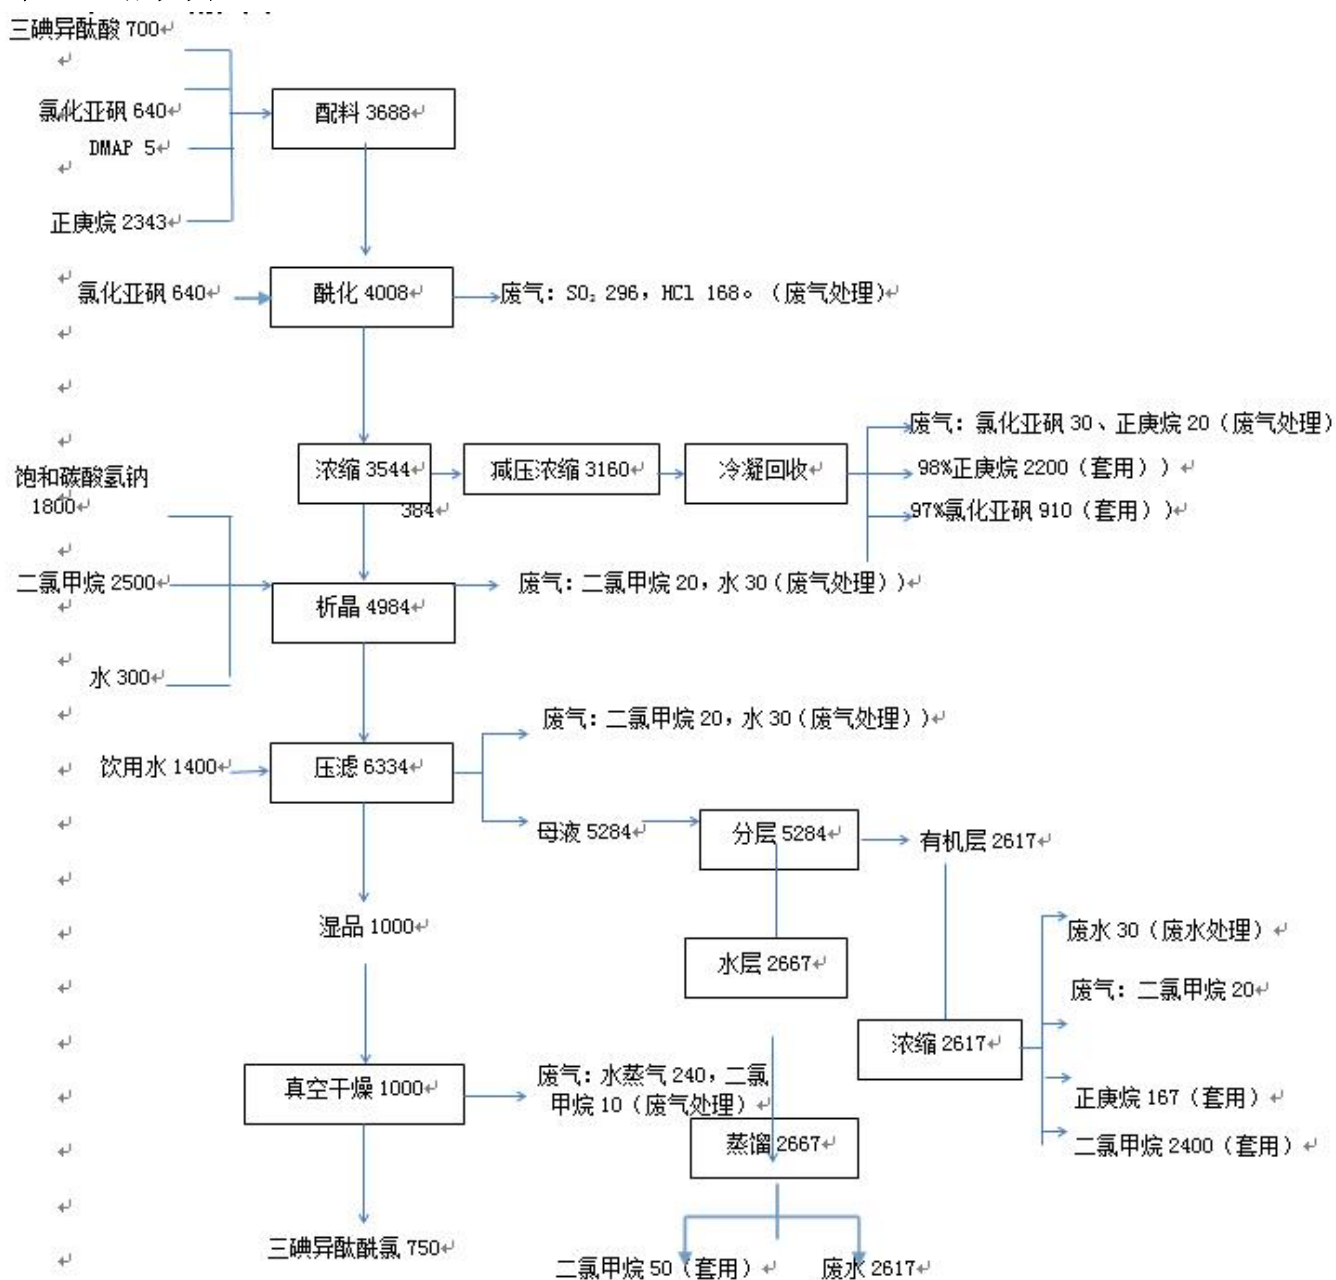 三碘异酞酸 700
氯化亚砜 640
DMAP 5
正庚烷 2343
配料 3688
氯化亚砜 640
酰化 4008
废气：SO₂ 296，HCl 168。（废气处理）
浓缩 3544
384
减压浓缩 3160
冷凝回收
废气：氯化亚砜 30、正庚烷 20（废气处理）
98%正庚烷 2200（套用））
97%氯化亚砜 910（套用））
饱和碳酸氢钠
1800
二氯甲烷 2500
水 300
析晶 4984
废气：二氯甲烷 20，水 30（废气处理））
饮用水 1400
压滤 6334
废气：二氯甲烷 20，水 30（废气处理））
母液 5284
分层 5284
有机层 2617
湿品 1000
水层 2667
浓缩 2617
废水 30（废水处理）
废气：二氯甲烷 20
正庚烷 167（套用）
二氯甲烷 2400（套用）
真空干燥 1000
废气：水蒸气 240，二氯
甲烷 10（废气处理）
蒸馏 2667
三碘异酞酰氯 750
二氯甲烷 50（套用）
废水 2617